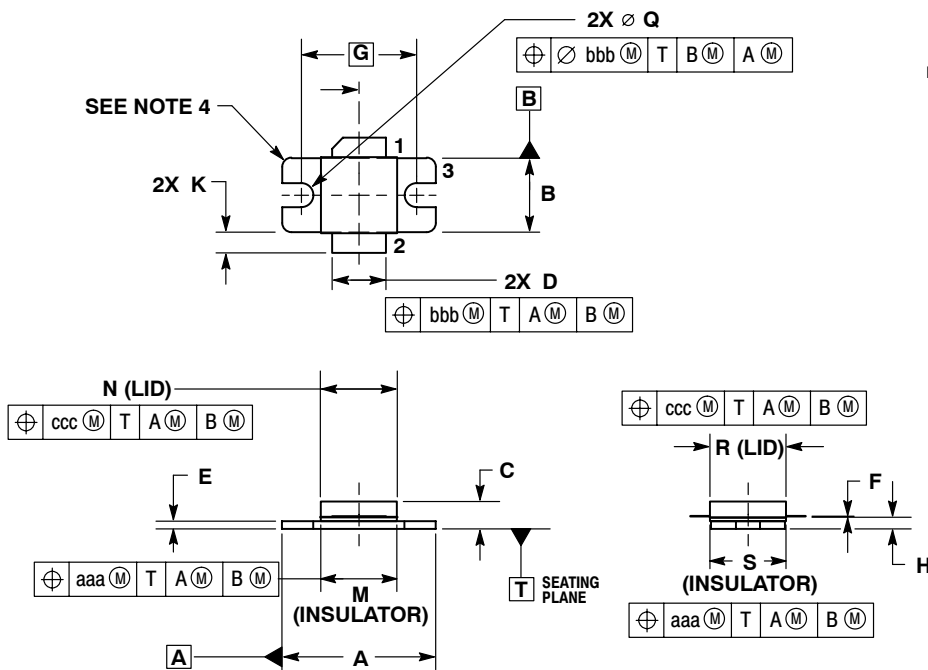 2X ⌀ Q
⌖ ⌀ bbb Ⓜ T B Ⓜ A Ⓜ
G
SEE NOTE 4
B
1
3
2X K
B
2
2X D
⌖ bbb Ⓜ T A Ⓜ B Ⓜ
N (LID)
⌖ ccc Ⓜ T A Ⓜ B Ⓜ
⌖ ccc Ⓜ T A Ⓜ B Ⓜ
R (LID)
E
C
F
H
⌖ aaa Ⓜ T A Ⓜ B Ⓜ
M
(INSULATOR)
T SEATING
PLANE
S
(INSULATOR)
⌖ aaa Ⓜ T A Ⓜ B Ⓜ
A
A